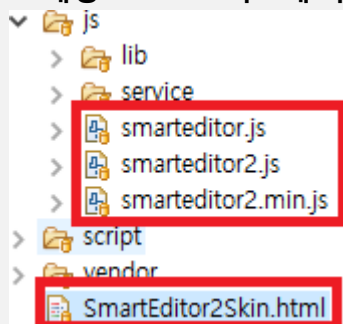 js
lib
service
smarteditor.js
smarteditor2.js
smarteditor2.min.js
script
vendor
SmartEditor2Skin.html